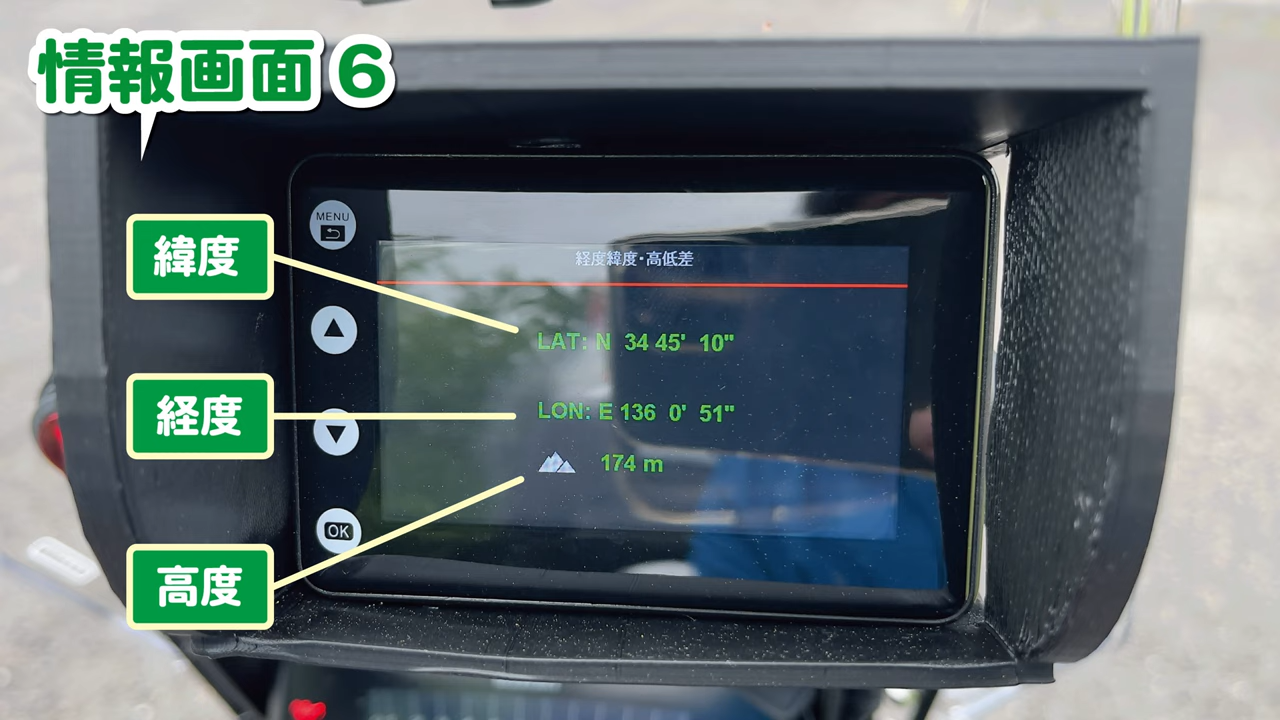 情報画面6
MENU
経度緯度・高低差
緯度
LAT: N 34 45' 10"
経度
LON: E 136 0' 51"
174 m
OK
高度